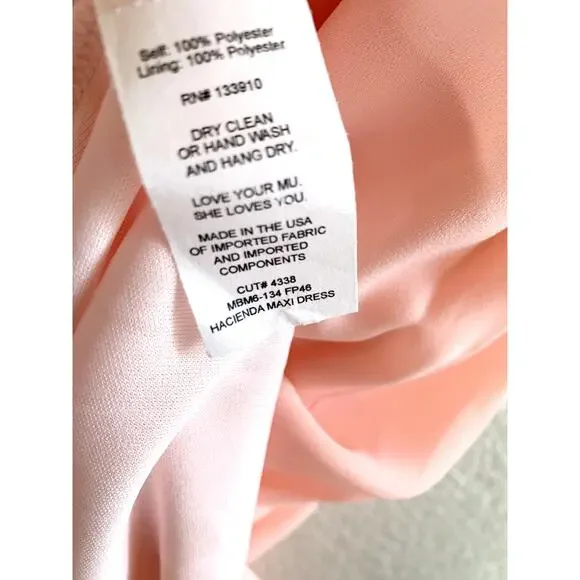 Self: 100% Polyester
Lining: 100% Polyester
RN# 133910
DRY CLEAN
OR HAND WASH
AND HANG DRY.
LOVE YOUR MU.
SHE LOVES YOU.
MADE IN THE USA
OF IMPORTED FABRIC
AND IMPORTED
COMPONENTS
CUT# 4338
MBM6-134 FP46
HACIENDA MAXI DRESS